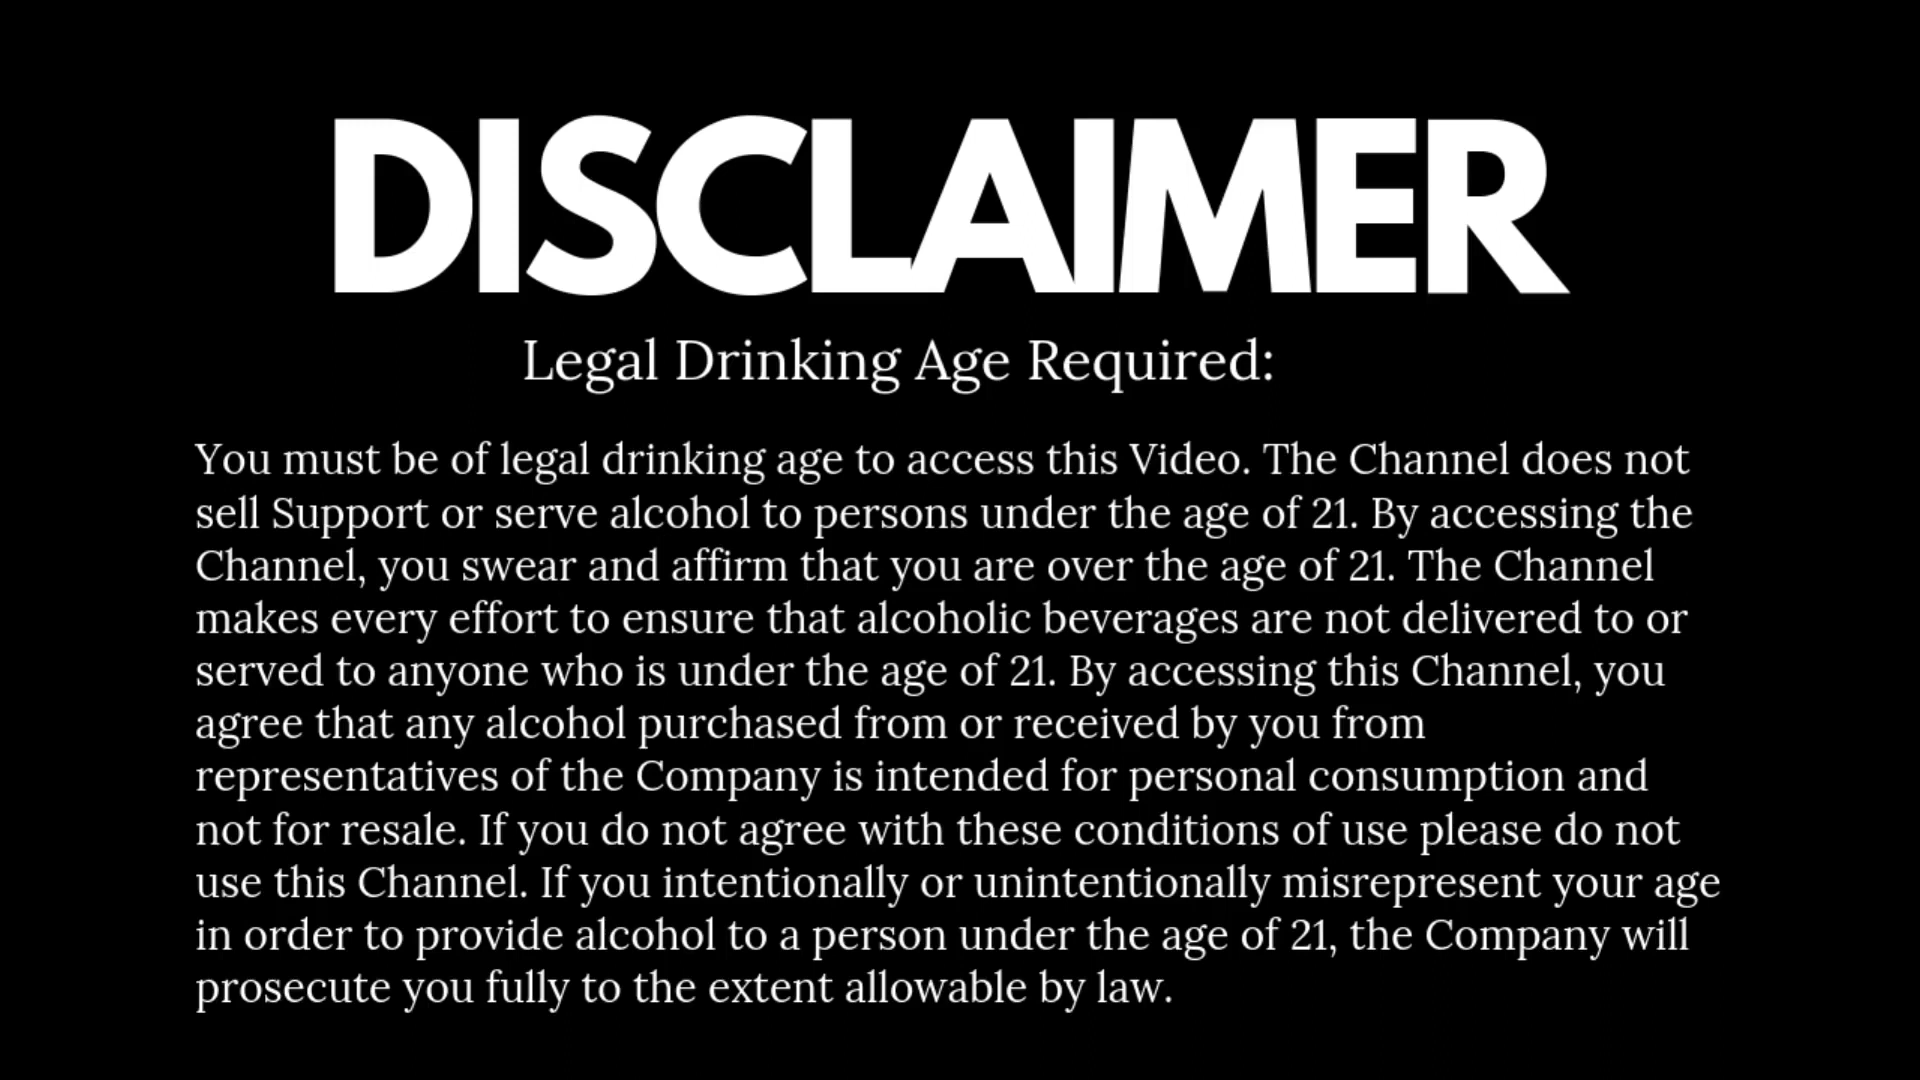 DISCLAIMER
Legal Drinking Age Required:
You must be of legal drinking age to access this Video. The Channel does not
sell Support or serve alcohol to persons under the age of 21. By accessing the
Channel, you swear and affirm that you are over the age of 21. The Channel
makes every effort to ensure that alcoholic beverages are not delivered to or
served to anyone who is under the age of 21. By accessing this Channel, you
agree that any alcohol purchased from or received by you from
representatives of the Company is intended for personal consumption and
not for resale. If you do not agree with these conditions of use please do not
use this Channel. If you intentionally or unintentionally misrepresent your age
in order to provide alcohol to a person under the age of 21, the Company will
prosecute you fully to the extent allowable by law.